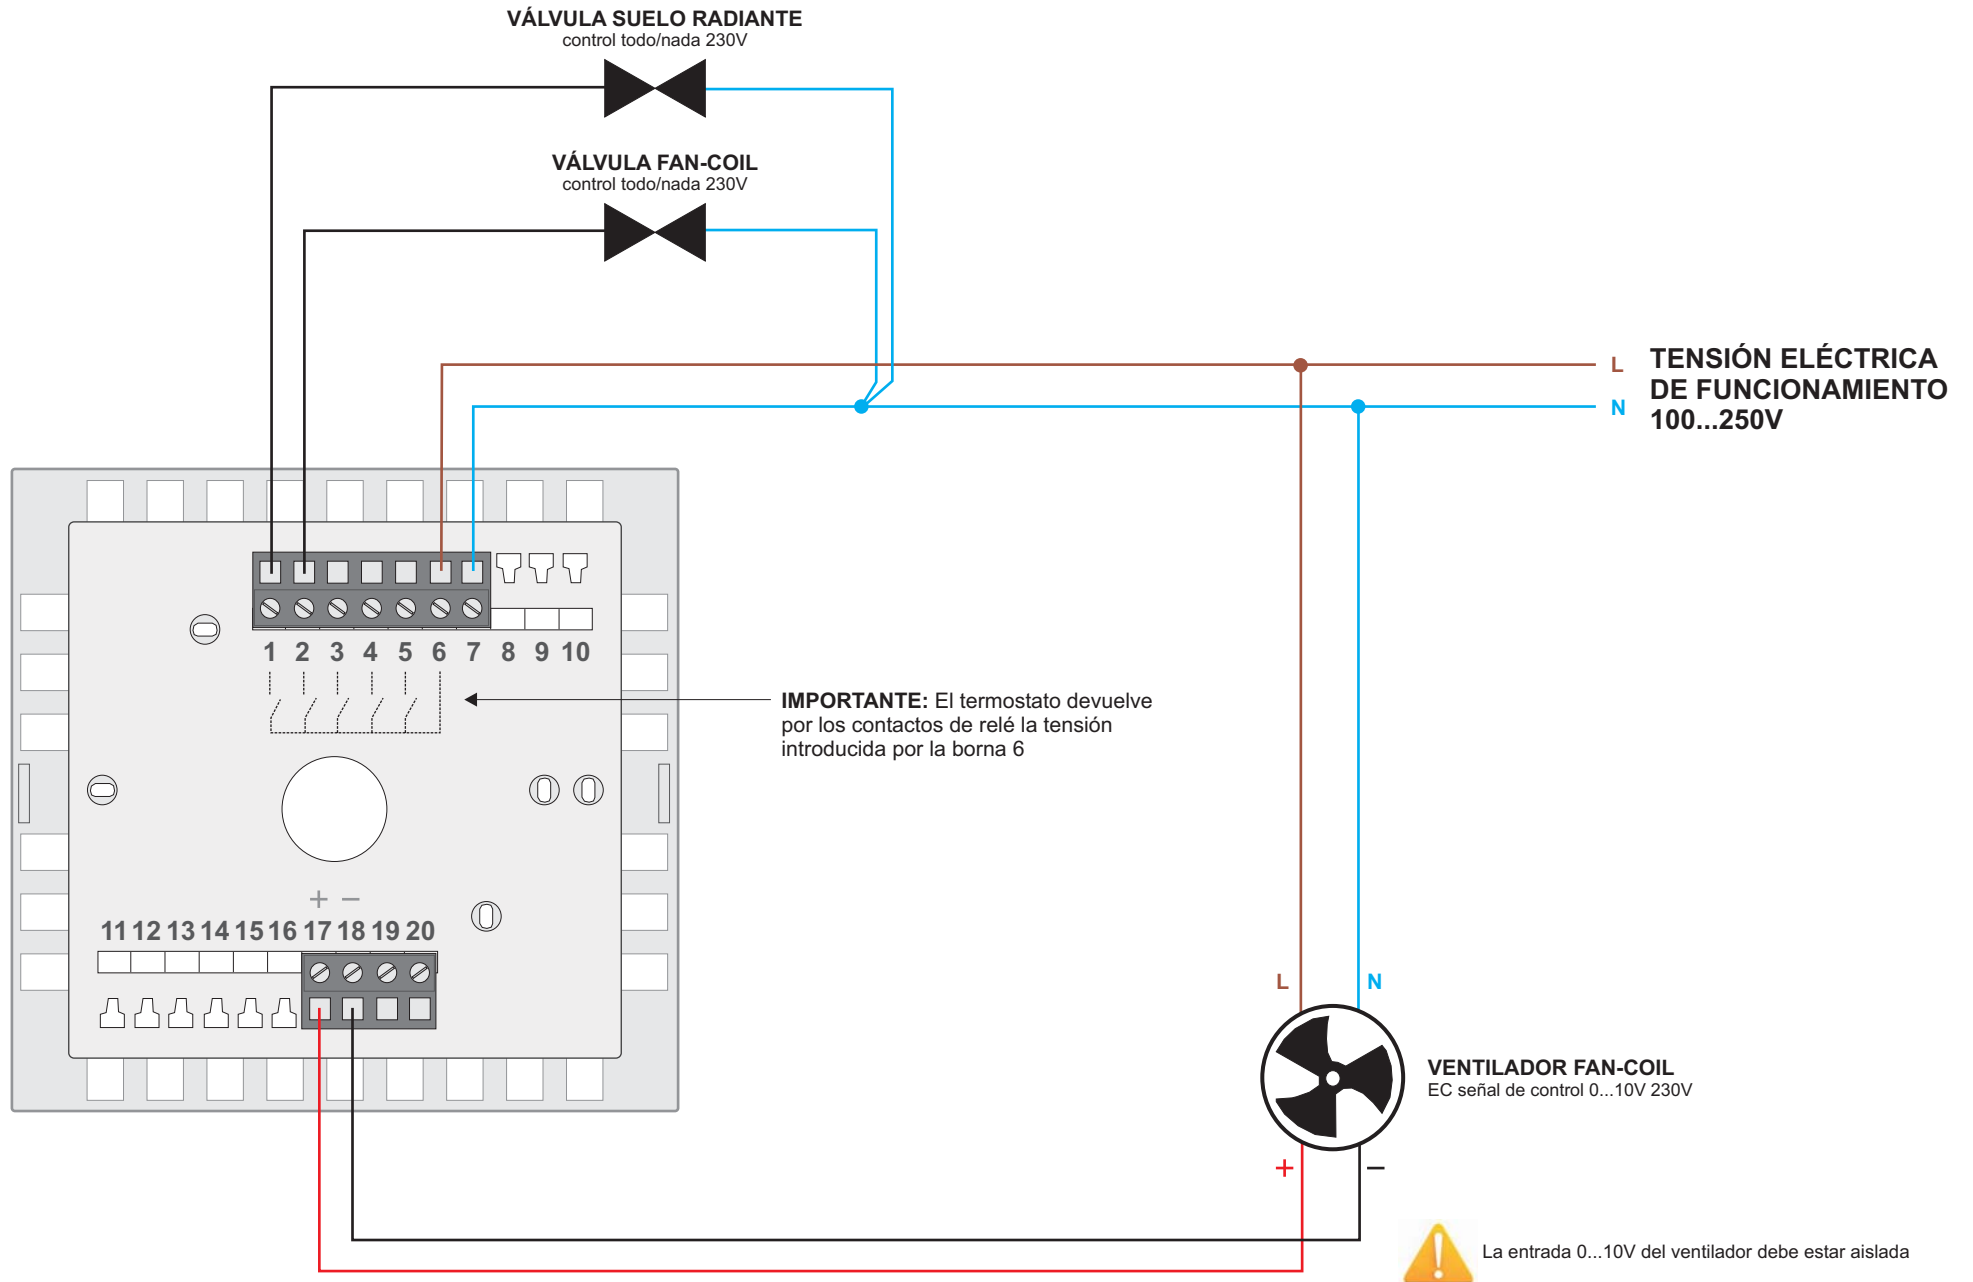 VÁLVULA SUELO RADIANTE
control todo/nada 230V
VÁLVULA FAN-COIL
control todo/nada 230V
L
TENSIÓN ELÉCTRICA
DE FUNCIONAMIENTO
100...250V
N
1 2 3 4 5 6 7 8 9 10
IMPORTANTE: El termostato devuelve
por los contactos de relé la tensión
introducida por la borna 6
+ −
11 12 13 14 15 16 17 18 19 20
L N
VENTILADOR FAN-COIL
EC señal de control 0...10V 230V
+ −
La entrada 0...10V del ventilador debe estar aislada